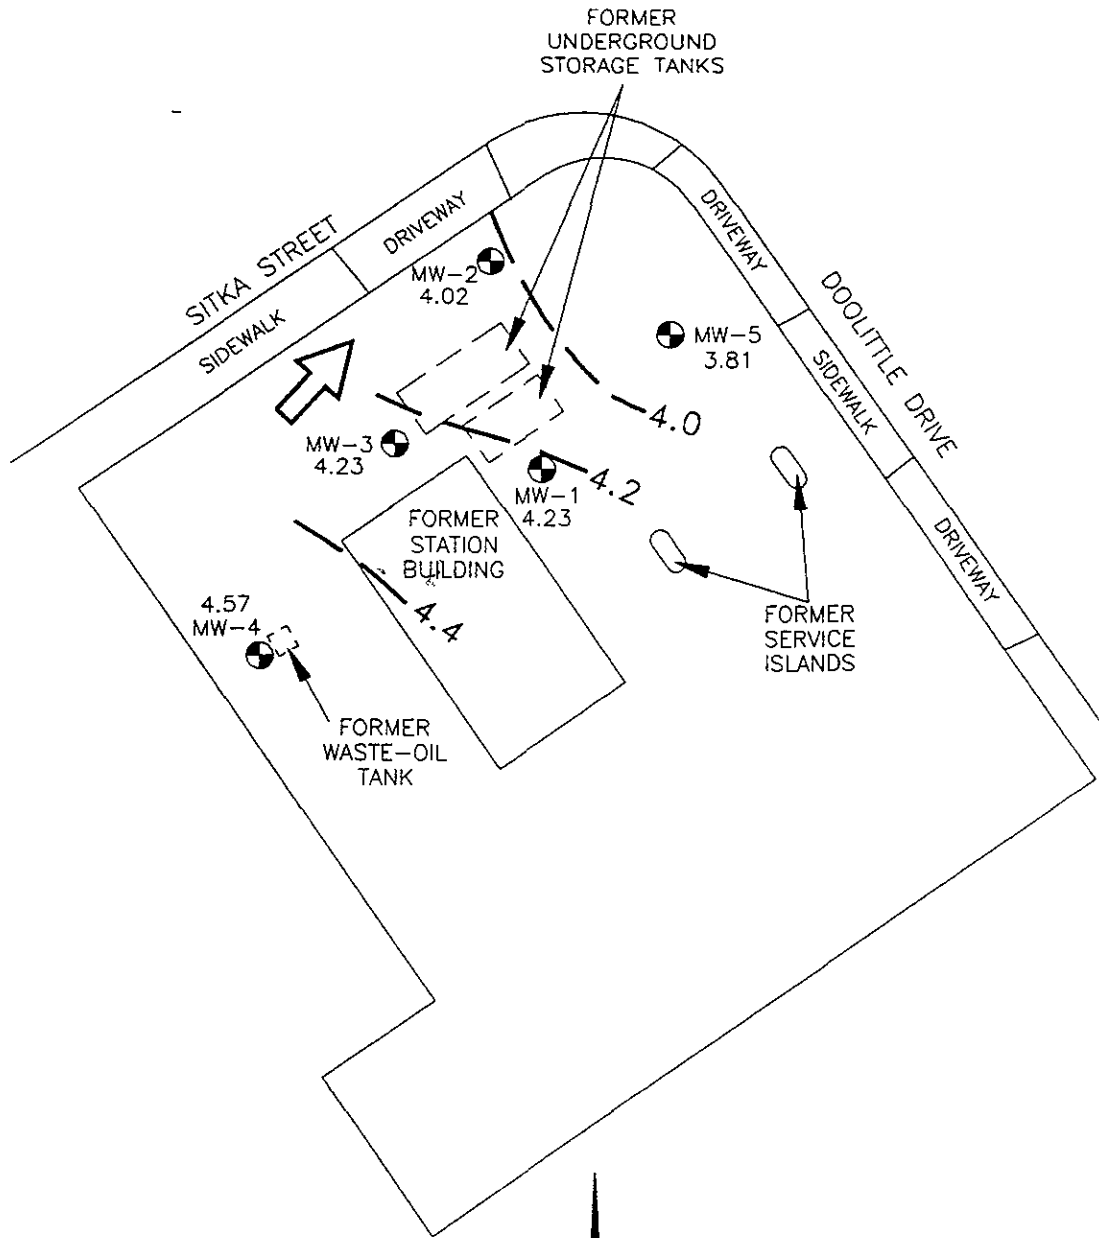 FORMER
UNDERGROUND
STORAGE TANKS
SITKA STREET
SIDEWALK
DRIVEWAY
DRIVEWAY
DOOLITTLE DRIVE
SIDEWALK
DRIVEWAY
MW-2
4.02
MW-5
3.81
4.0
MW-3
4.23
4.2
MW-1
4.23
FORMER
STATION
BUILDING
4.4
4.57
MW-4
FORMER
SERVICE
ISLANDS
FORMER
WASTE-OIL
TANK